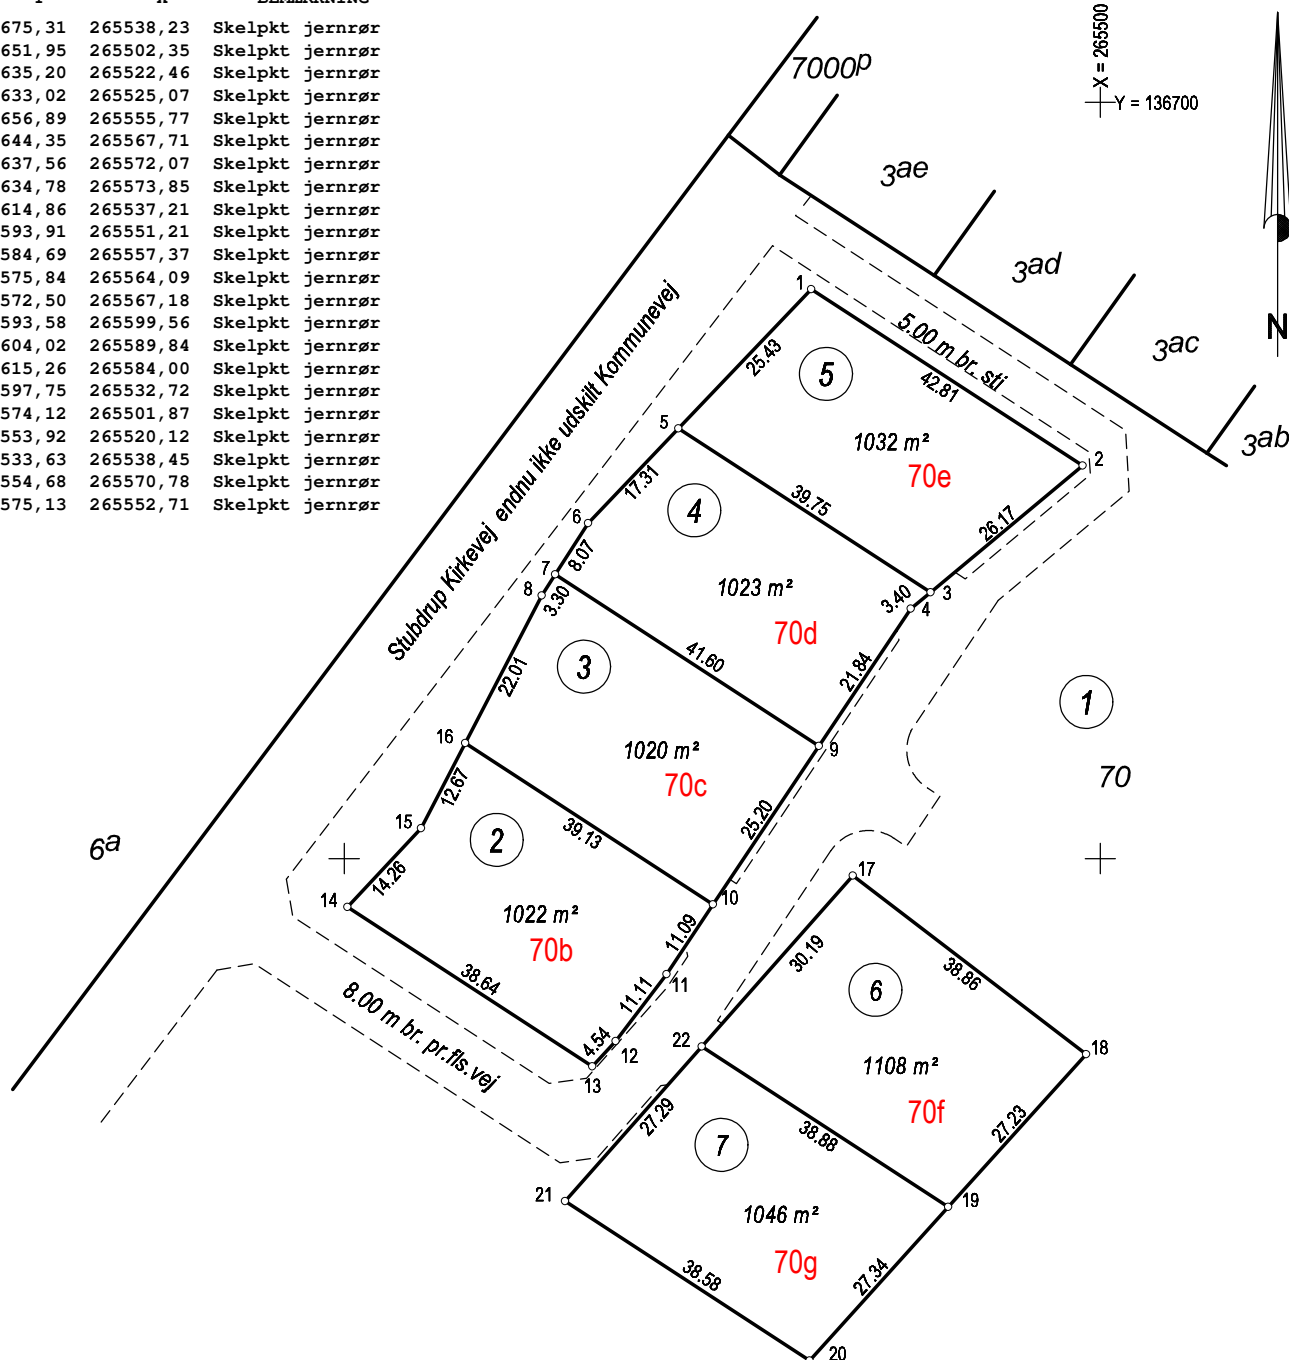 675,31 265538,23 Skelpkt jernrør
651,95 265502,35 Skelpkt jernrør
635,20 265522,46 Skelpkt jernrør
633,02 265525,07 Skelpkt jernrør
656,89 265555,77 Skelpkt jernrør
644,35 265567,71 Skelpkt jernrør
637,56 265572,07 Skelpkt jernrør
634,78 265573,85 Skelpkt jernrør
614,86 265537,21 Skelpkt jernrør
593,91 265551,21 Skelpkt jernrør
584,69 265557,37 Skelpkt jernrør
575,84 265564,09 Skelpkt jernrør
572,50 265567,18 Skelpkt jernrør
593,58 265599,56 Skelpkt jernrør
604,02 265589,84 Skelpkt jernrør
615,26 265584,00 Skelpkt jernrør
597,75 265532,72 Skelpkt jernrør
574,12 265501,87 Skelpkt jernrør
553,92 265520,12 Skelpkt jernrør
533,63 265538,45 Skelpkt jernrør
554,68 265570,78 Skelpkt jernrør
575,13 265552,71 Skelpkt jernrør
X = 265500
Y = 136700
N
7000p
3ae
3ad
3ac
3ab
6a
Stubdrup Kirkevej endnu ikke udskilt Kommunevej
5.00 m br. sti
1
25.43
5
42.81
1032 m²
70e
2
5
17.31
4
39.75
26.17
6
8.07
7
1023 m²
70d
3.40
3
4
8
3.30
3
41.60
21.84
22.01
1
16
1020 m²
70c
9
70
12.67
25.20
15
2
39.13
14.26
17
14
10
1022 m²
70b
11.09
30.19
38.86
38.64
11
6
8.00 m br. pr.fls.vej
11.11
4.54
12
22
18
13
1108 m²
70f
27.29
7
38.88
27.23
21
19
1046 m²
70g
38.58
27.34
20